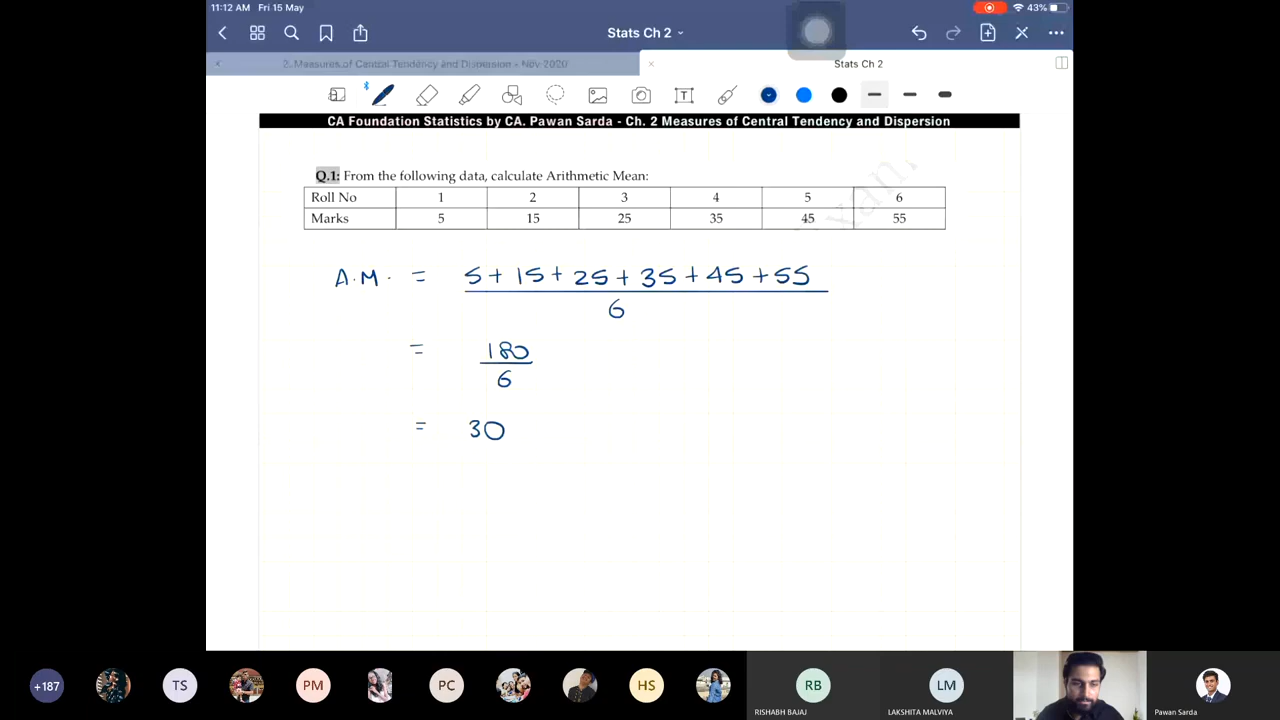 11:12 AM Fri 15 May 43%
Stats Ch 2
2. Measures of Central Tendency and Dispersion - Nov 2020 Stats Ch 2
CA Foundation Statistics by CA. Pawan Sarda - Ch. 2 Measures of Central Tendency and Dispersion
Q.1: From the following data, calculate Arithmetic Mean:
Roll No 1 2 3 4 5 6
Marks 5 15 25 35 45 55
A.M. = 5 + 15 + 25 + 35 + 45 + 55
6
= 180
6
= 30
+187 TS PM PC HS RB LM
RISHABH BAJAJ LAKSHITA MALVIYA Pawan Sarda